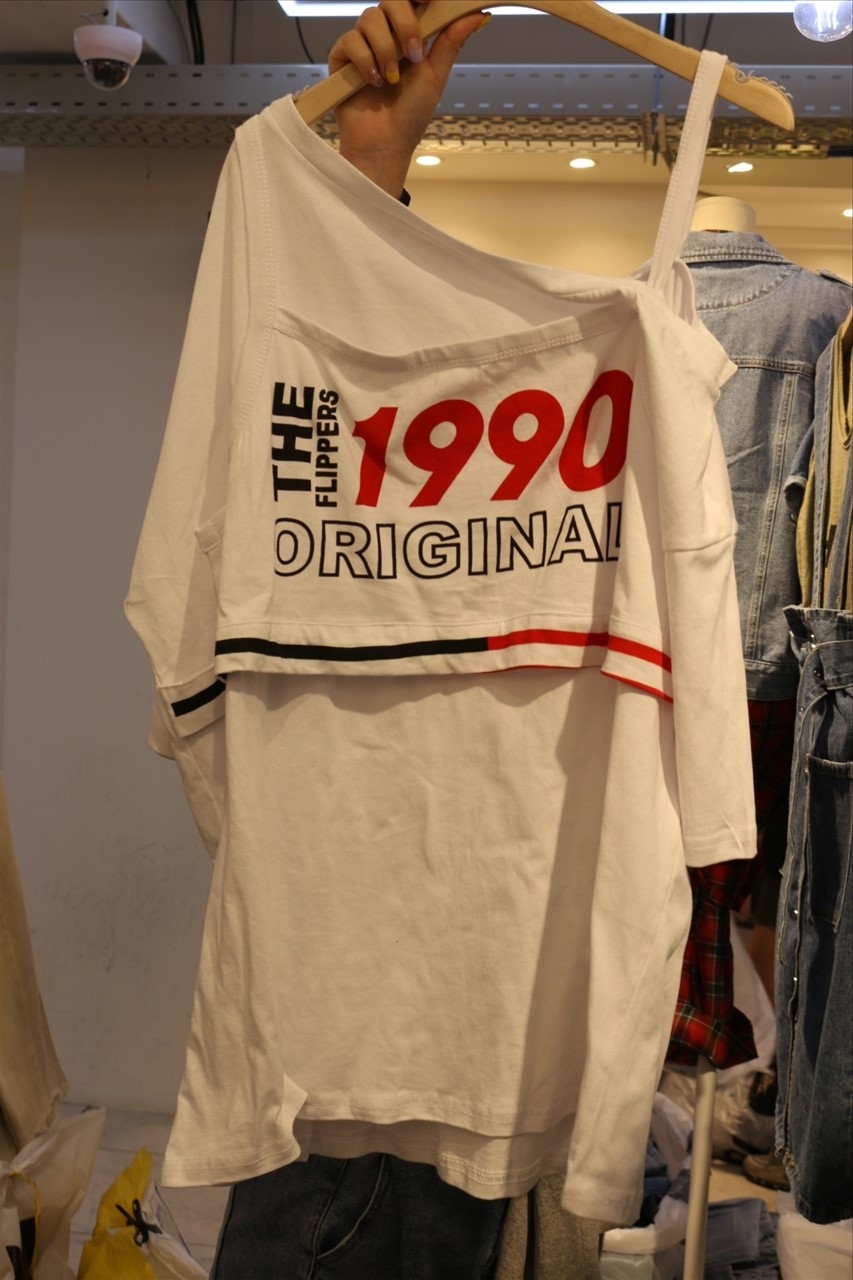 THE
FLIPPERS
1990
ORIGINAL